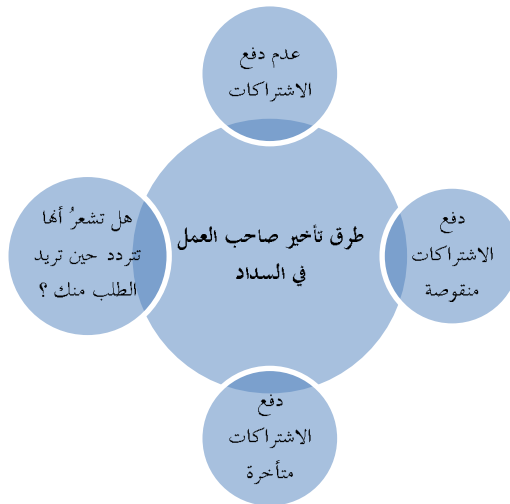 عدم دفع
الاشتراكات
طرق تأخير صاحب العمل
في السداد
دفع
الاشتراكات
منقوصة
دفع
الاشتراكات
متأخرة
هل تشعرُ أنها
تتردد حين تريد
الطلب منك ؟